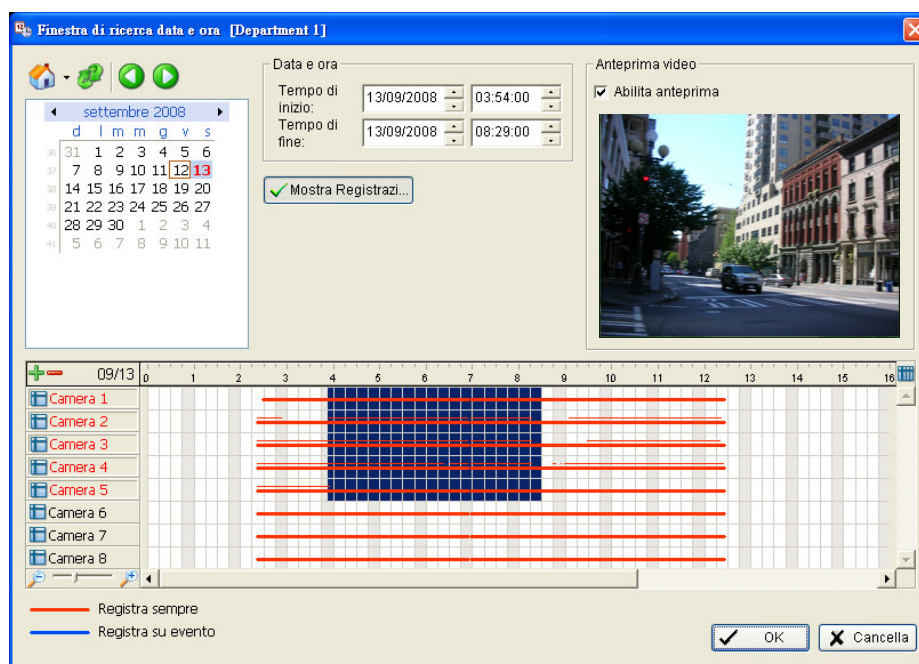 Finestra di ricerca data e ora [Department 1]
Data e ora
Anteprima video
Tempo di inizio:
13/09/2008 03:54:00
Tempo di fine:
13/09/2008 08:29:00
Abilita anteprima
Mostra Registrazi...
settembre 2008
d l m m g v s
36 31 1 2 3 4 5 6
37 7 8 9 10 11 12 13
38 14 15 16 17 18 19 20
39 21 22 23 24 25 26 27
40 28 29 30 1 2 3 4
41 5 6 7 8 9 10 11
09/13 0 1 2 3 4 5 6 7 8 9 10 11 12 13 14 15 16
Camera 1
Camera 2
Camera 3
Camera 4
Camera 5
Camera 6
Camera 7
Camera 8
Registra sempre
Registra su evento
OK
Cancella